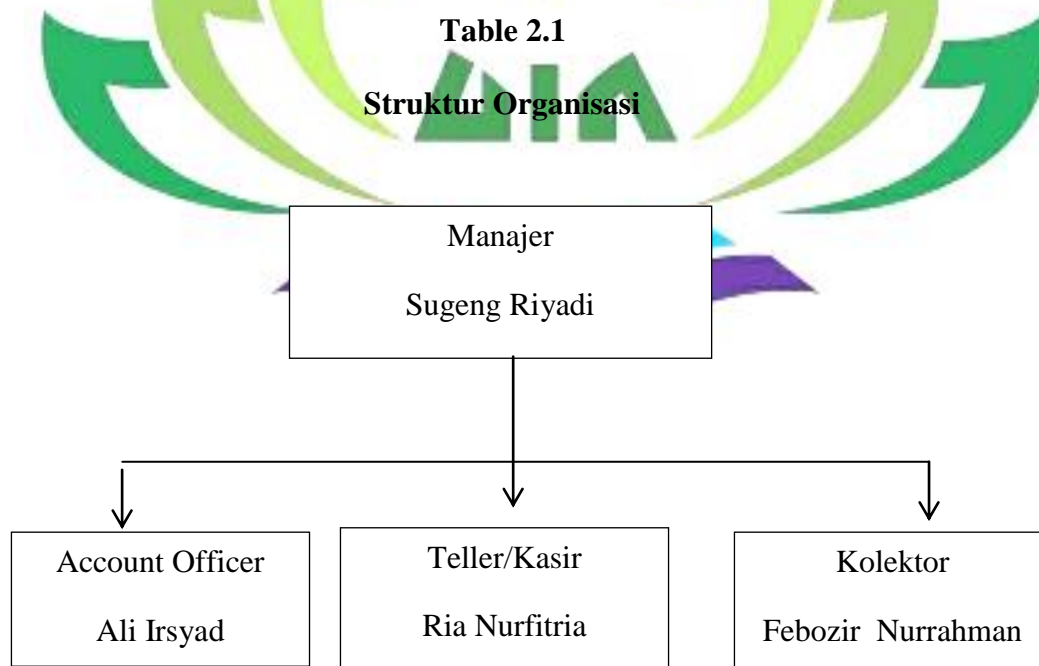 Table 2.1
Struktur Organisasi
Manajer
Sugeng Riyadi
Account Officer
Ali Irsyad
Teller/Kasir
Ria Nurfitria
Kolektor
Febozir Nurrahman